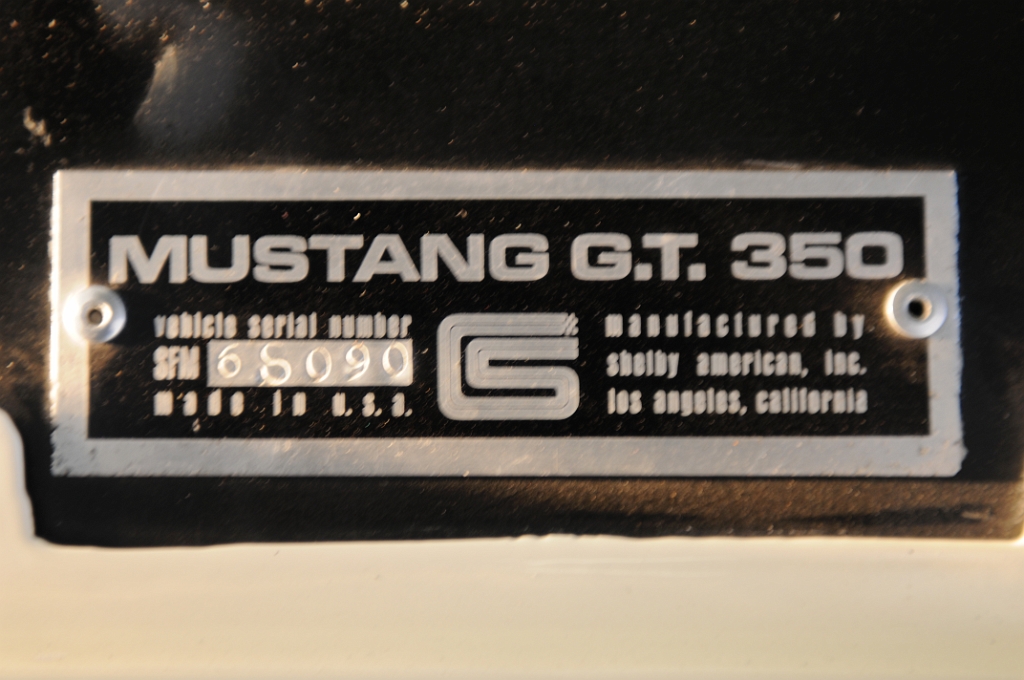 MUSTANG G.T. 350
vehicle serial number
SFM 6S090
made in U.S.A.
manufactured by
shelby american, inc.
los angeles, california